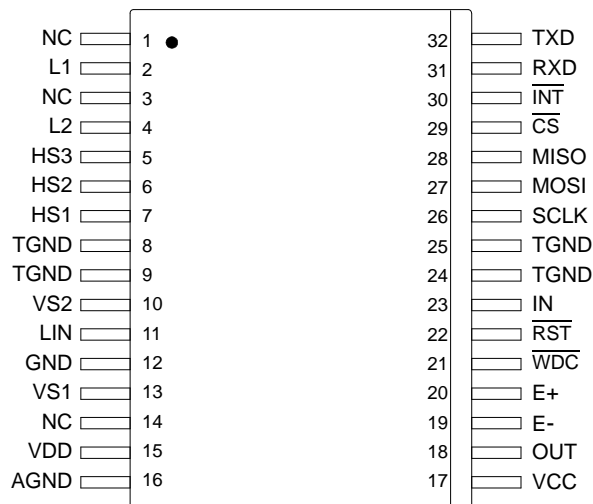 NC 1 32 TXD
L1 2 31 RXD
NC 3 30 INT
L2 4 29 CS
HS3 5 28 MISO
HS2 6 27 MOSI
HS1 7 26 SCLK
TGND 8 25 TGND
TGND 9 24 TGND
VS2 10 23 IN
LIN 11 22 RST
GND 12 21 WDC
VS1 13 20 E+
NC 14 19 E-
VDD 15 18 OUT
AGND 16 17 VCC